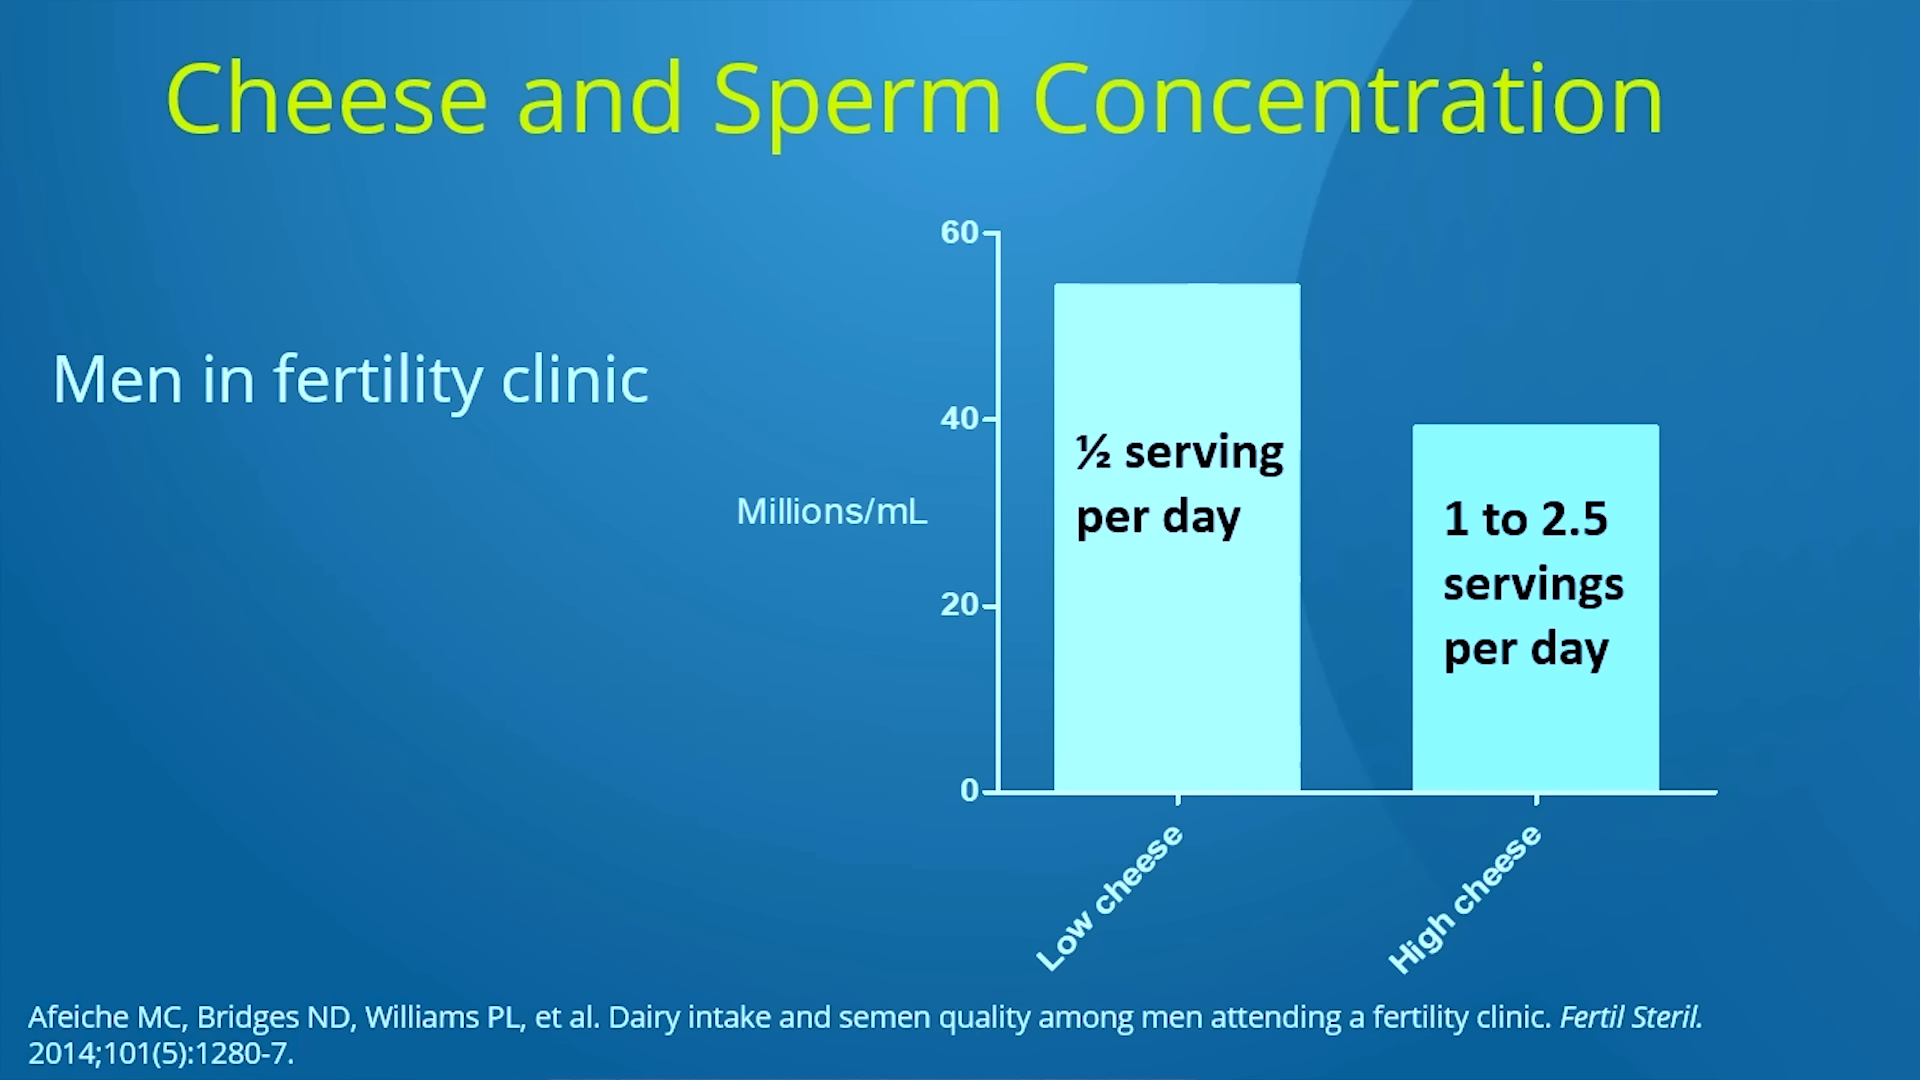 Cheese and Sperm Concentration
Men in fertility clinic
Millions/mL
60
40
20
0
½ serving
per day
1 to 2.5
servings
per day
Low cheese
High cheese
Afeiche MC, Bridges ND, Williams PL, et al. Dairy intake and semen quality among men attending a fertility clinic. Fertil Steril.
2014;101(5):1280-7.